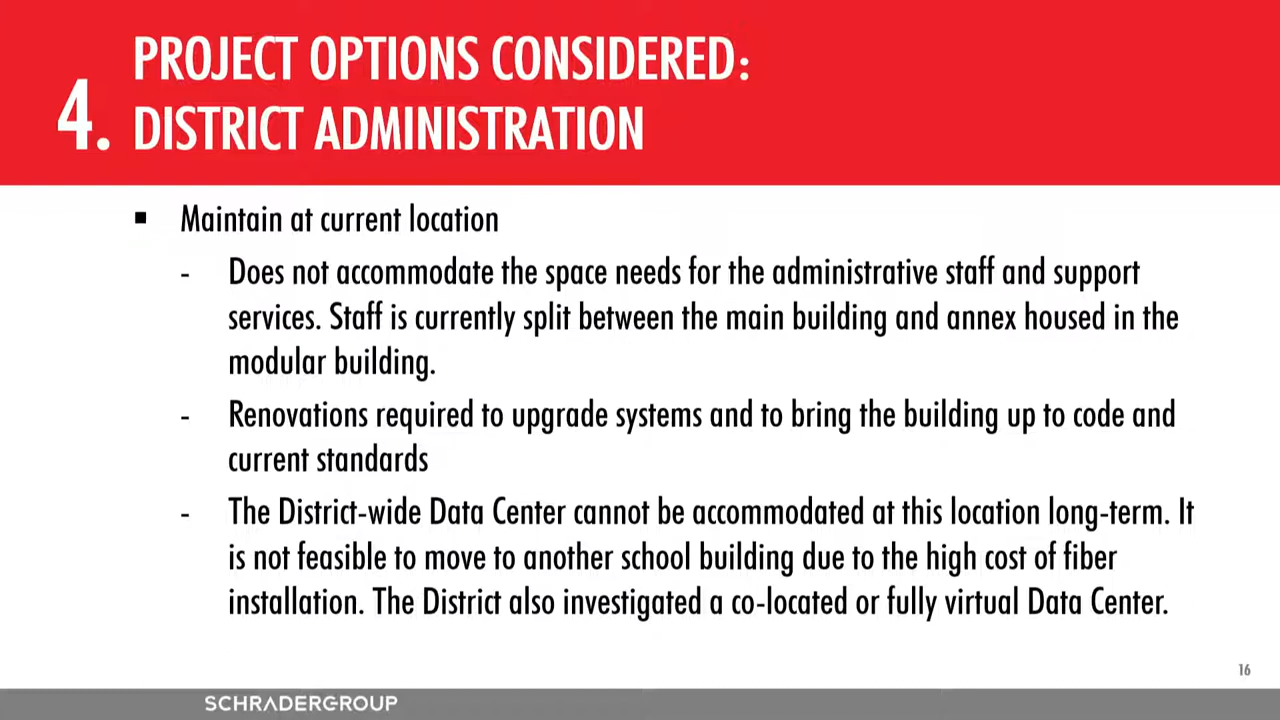 PROJECT OPTIONS CONSIDERED:
4. DISTRICT ADMINISTRATION
▪ Maintain at current location
- Does not accommodate the space needs for the administrative staff and support
services. Staff is currently split between the main building and annex housed in the
modular building.
- Renovations required to upgrade systems and to bring the building up to code and
current standards
- The District-wide Data Center cannot be accommodated at this location long-term. It
is not feasible to move to another school building due to the high cost of fiber
installation. The District also investigated a co-located or fully virtual Data Center.
16
SCHRADERGROUP